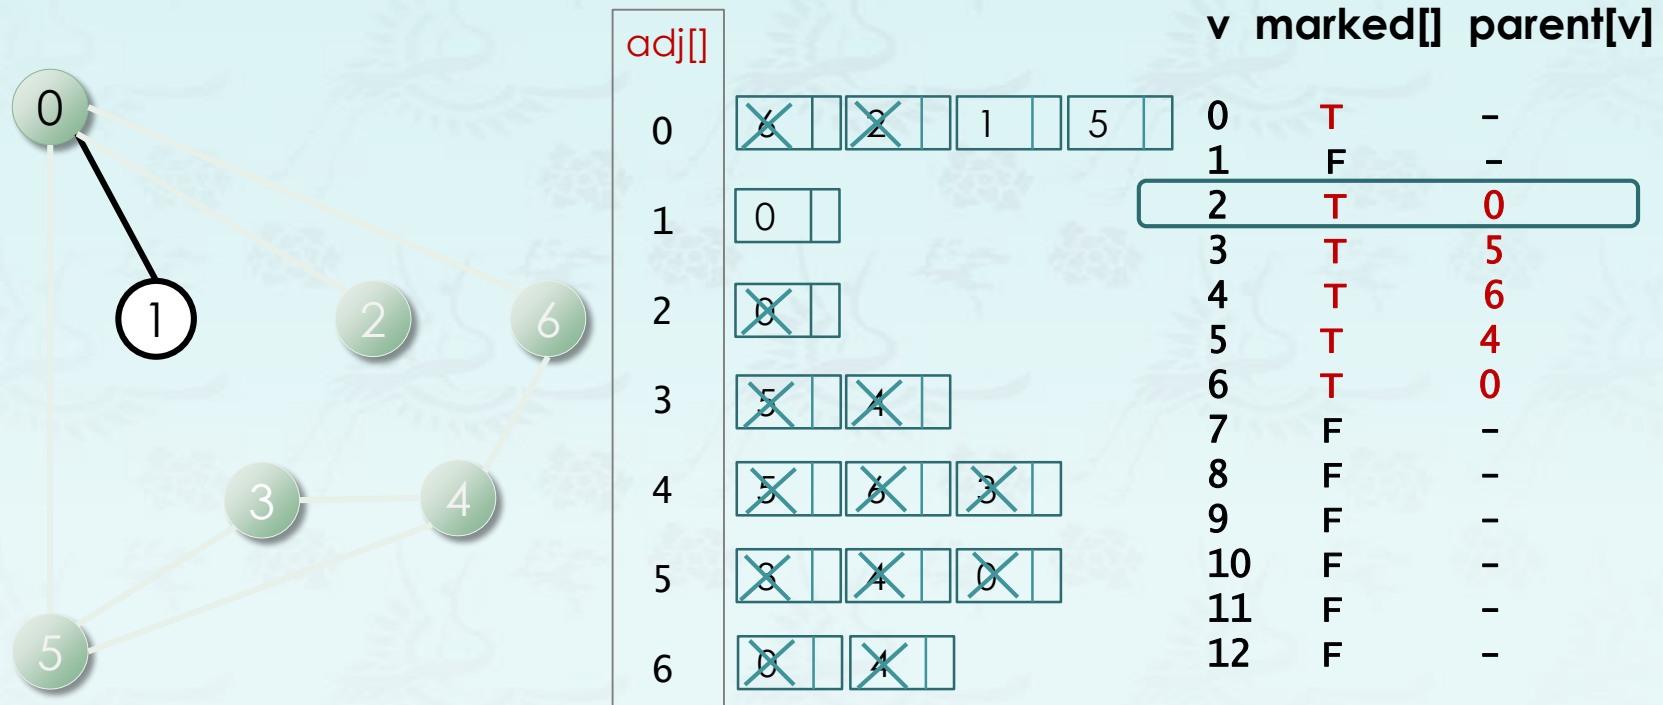 v marked[] parent[v]
adj[]
0
1
2
6
3
4
5
0 6 2 1 5
1 0
2 0
3 5 4
4 5 6 3
5 3 4 0
6 0 4
0 T –
1 F –
2 T 0
3 T 5
4 T 6
5 T 4
6 T 0
7 F –
8 F –
9 F –
10 F –
11 F –
12 F –